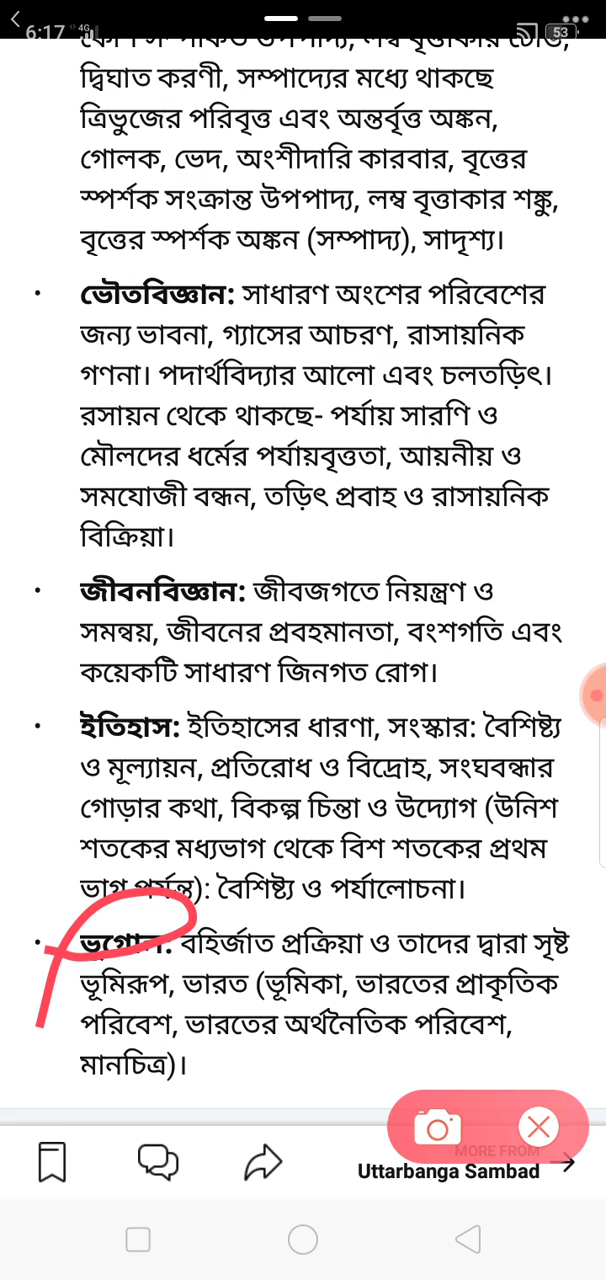 6:17 4G 53
দ্বিঘাত করণী, সম্পাদ্যের মধ্যে থাকছে
ত্রিভুজের পরিবৃত্ত এবং অন্তর্বৃত্ত অঙ্কন,
গোলক, ভেদ, অংশীদারি কারবার, বৃত্তের
স্পর্শক সংক্রান্ত উপপাদ্য, লম্ব বৃত্তাকার শঙ্কু,
বৃত্তের স্পর্শক অঙ্কন (সম্পাদ্য), সাদৃশ্য।
· ভৌতবিজ্ঞান: সাধারণ অংশের পরিবেশের
জন্য ভাবনা, গ্যাসের আচরণ, রাসায়নিক
গণনা। পদার্থবিদ্যার আলো এবং চলতড়িৎ।
রসায়ন থেকে থাকছে- পর্যায় সারণি ও
মৌলদের ধর্মের পর্যায়বৃত্ততা, আয়নীয় ও
সমযোজী বন্ধন, তড়িৎ প্রবাহ ও রাসায়নিক
বিক্রিয়া।
· জীবনবিজ্ঞান: জীবজগতে নিয়ন্ত্রণ ও
সমন্বয়, জীবনের প্রবহমানতা, বংশগতি এবং
কয়েকটি সাধারণ জিনগত রোগ।
· ইতিহাস: ইতিহাসের ধারণা, সংস্কার: বৈশিষ্ট্য
ও মূল্যায়ন, প্রতিরোধ ও বিদ্রোহ, সংঘবদ্ধার
গোড়ার কথা, বিকল্প চিন্তা ও উদ্যোগ (উনিশ
শতকের মধ্যভাগ থেকে বিশ শতকের প্রথম
ভাগ পর্যন্ত): বৈশিষ্ট্য ও পর্যালোচনা।
· ভূগোল: বহির্জাত প্রক্রিয়া ও তাদের দ্বারা সৃষ্ট
ভূমিরূপ, ভারত (ভূমিকা, ভারতের প্রাকৃতিক
পরিবেশ, ভারতের অর্থনৈতিক পরিবেশ,
মানচিত্র)।
MORE FROM
Uttarbanga Sambad